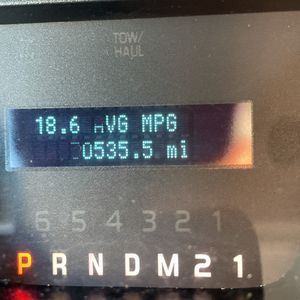 TOW/
HAUL
18.6 AVG MPG
0535.5 mi
6 5 4 3 2 1
P R N D M 2 1